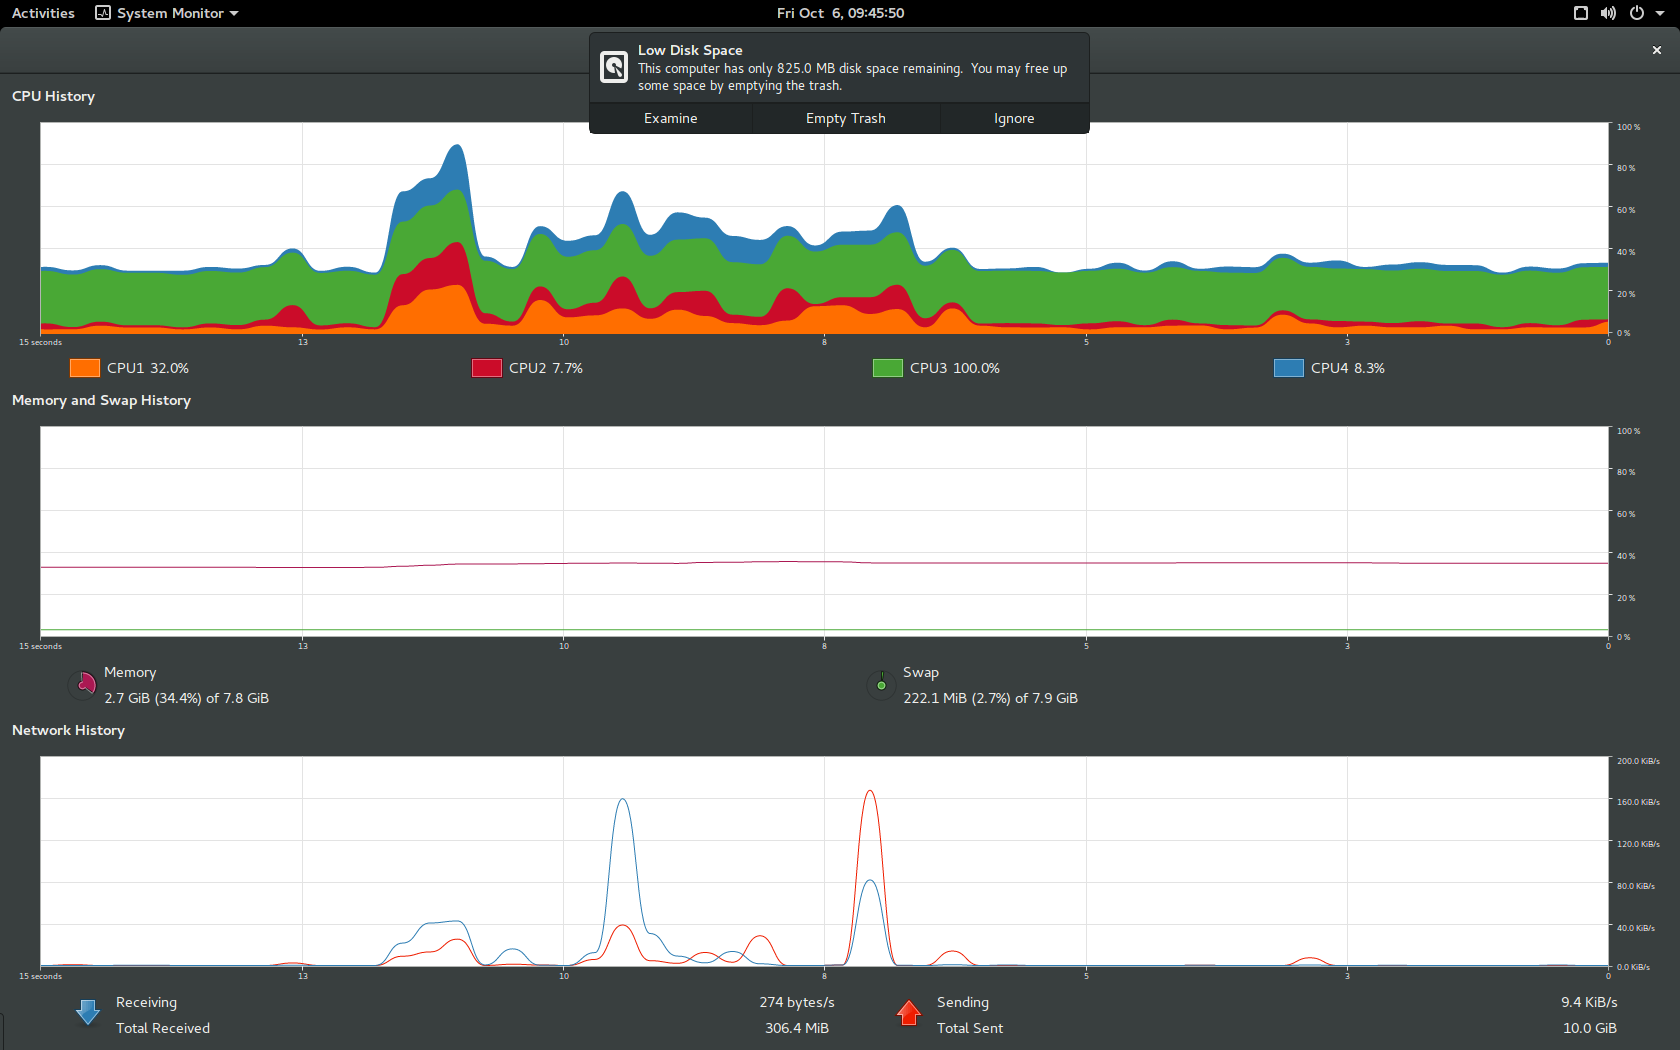 Activities System Monitor Fri Oct 6, 09:45:50
Low Disk Space
This computer has only 825.0 MB disk space remaining. You may free up
some space by emptying the trash.
Examine Empty Trash Ignore
CPU History
100 %
80 %
60 %
40 %
20 %
0 %
15 seconds 13 10 8 5 3 0
CPU1 32.0% CPU2 7.7% CPU3 100.0% CPU4 8.3%
Memory and Swap History
100 %
80 %
60 %
40 %
20 %
0 %
15 seconds 13 10 8 5 3 0
Memory
2.7 GiB (34.4%) of 7.8 GiB
Swap
222.1 MiB (2.7%) of 7.9 GiB
Network History
200.0 KiB/s
160.0 KiB/s
120.0 KiB/s
80.0 KiB/s
40.0 KiB/s
0.0 KiB/s
15 seconds 13 10 8 5 3 0
Receiving 274 bytes/s
Total Received 306.4 MiB
Sending 9.4 KiB/s
Total Sent 10.0 GiB